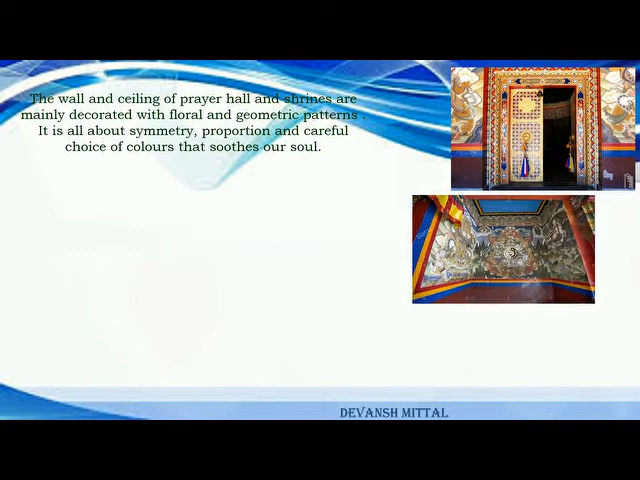 The wall and ceiling of prayer hall and shrines are
mainly decorated with floral and geometric patterns .
It is all about symmetry, proportion and careful
choice of colours that soothes our soul.
DEVANSH MITTAL